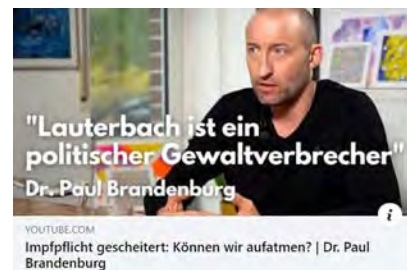 "Lauterbach ist ein
politischer Gewaltverbrecher"
Dr. Paul Brandenburg
i
YOUTUBE.COM
Impfpflicht gescheitert: Können wir aufatmen? | Dr. Paul
Brandenburg